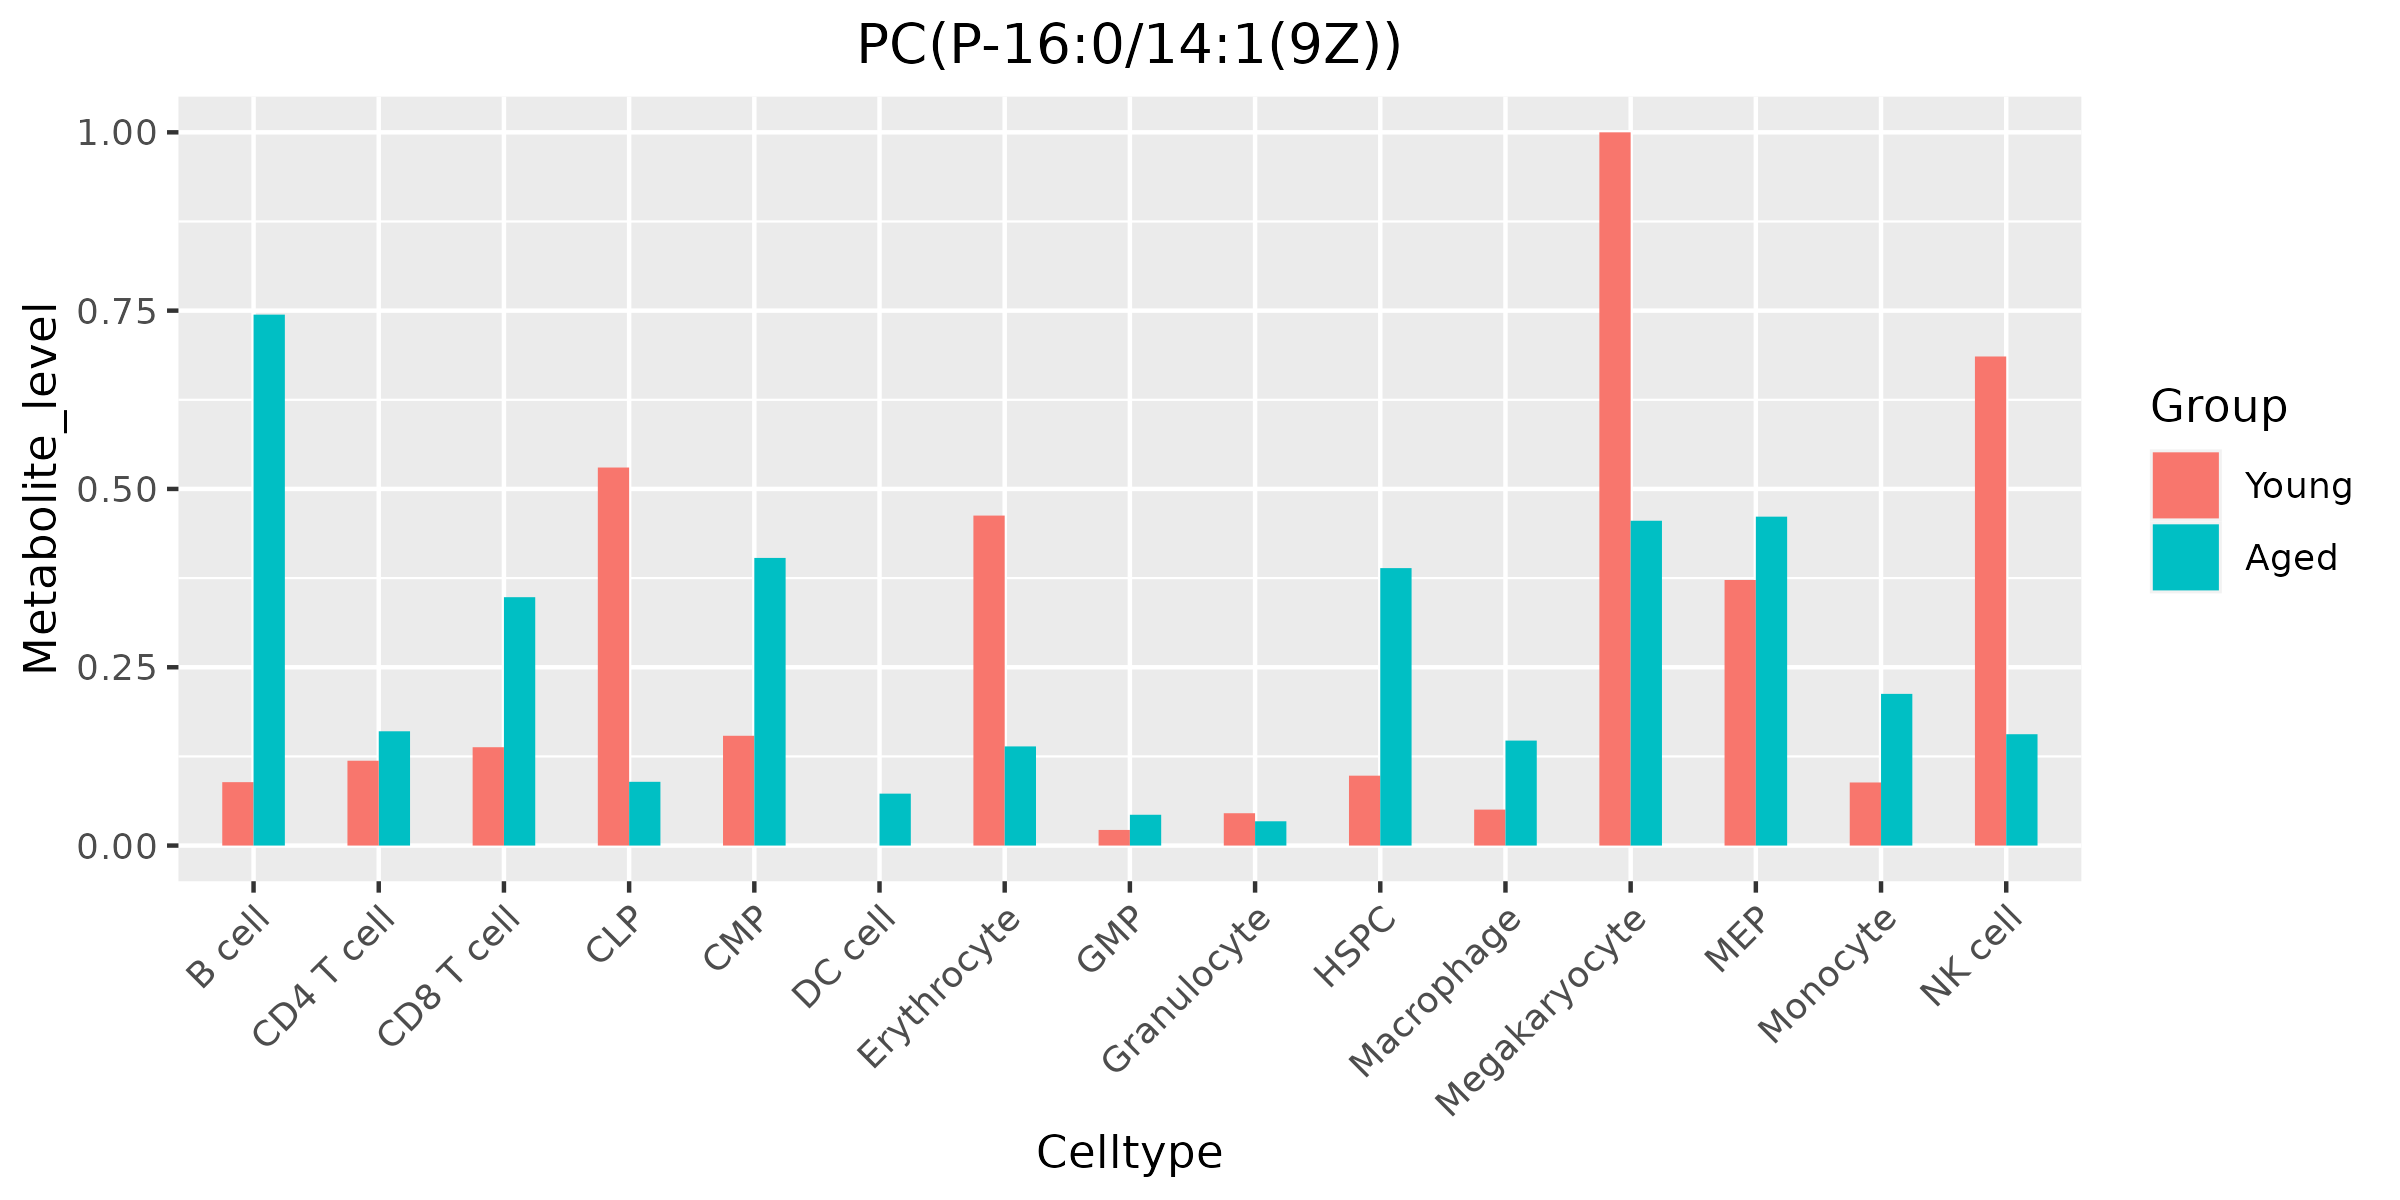 PC(P-16:0/14:1(9Z))
Metabolite_level
1.00
0.75
0.50
0.25
0.00
B cell
CD4 T cell
CD8 T cell
CLP
CMP
DC cell
Erythrocyte
GMP
Granulocyte
HSPC
Macrophage
Megakaryocyte
MEP
Monocyte
NK cell
Celltype
Group
Young
Aged